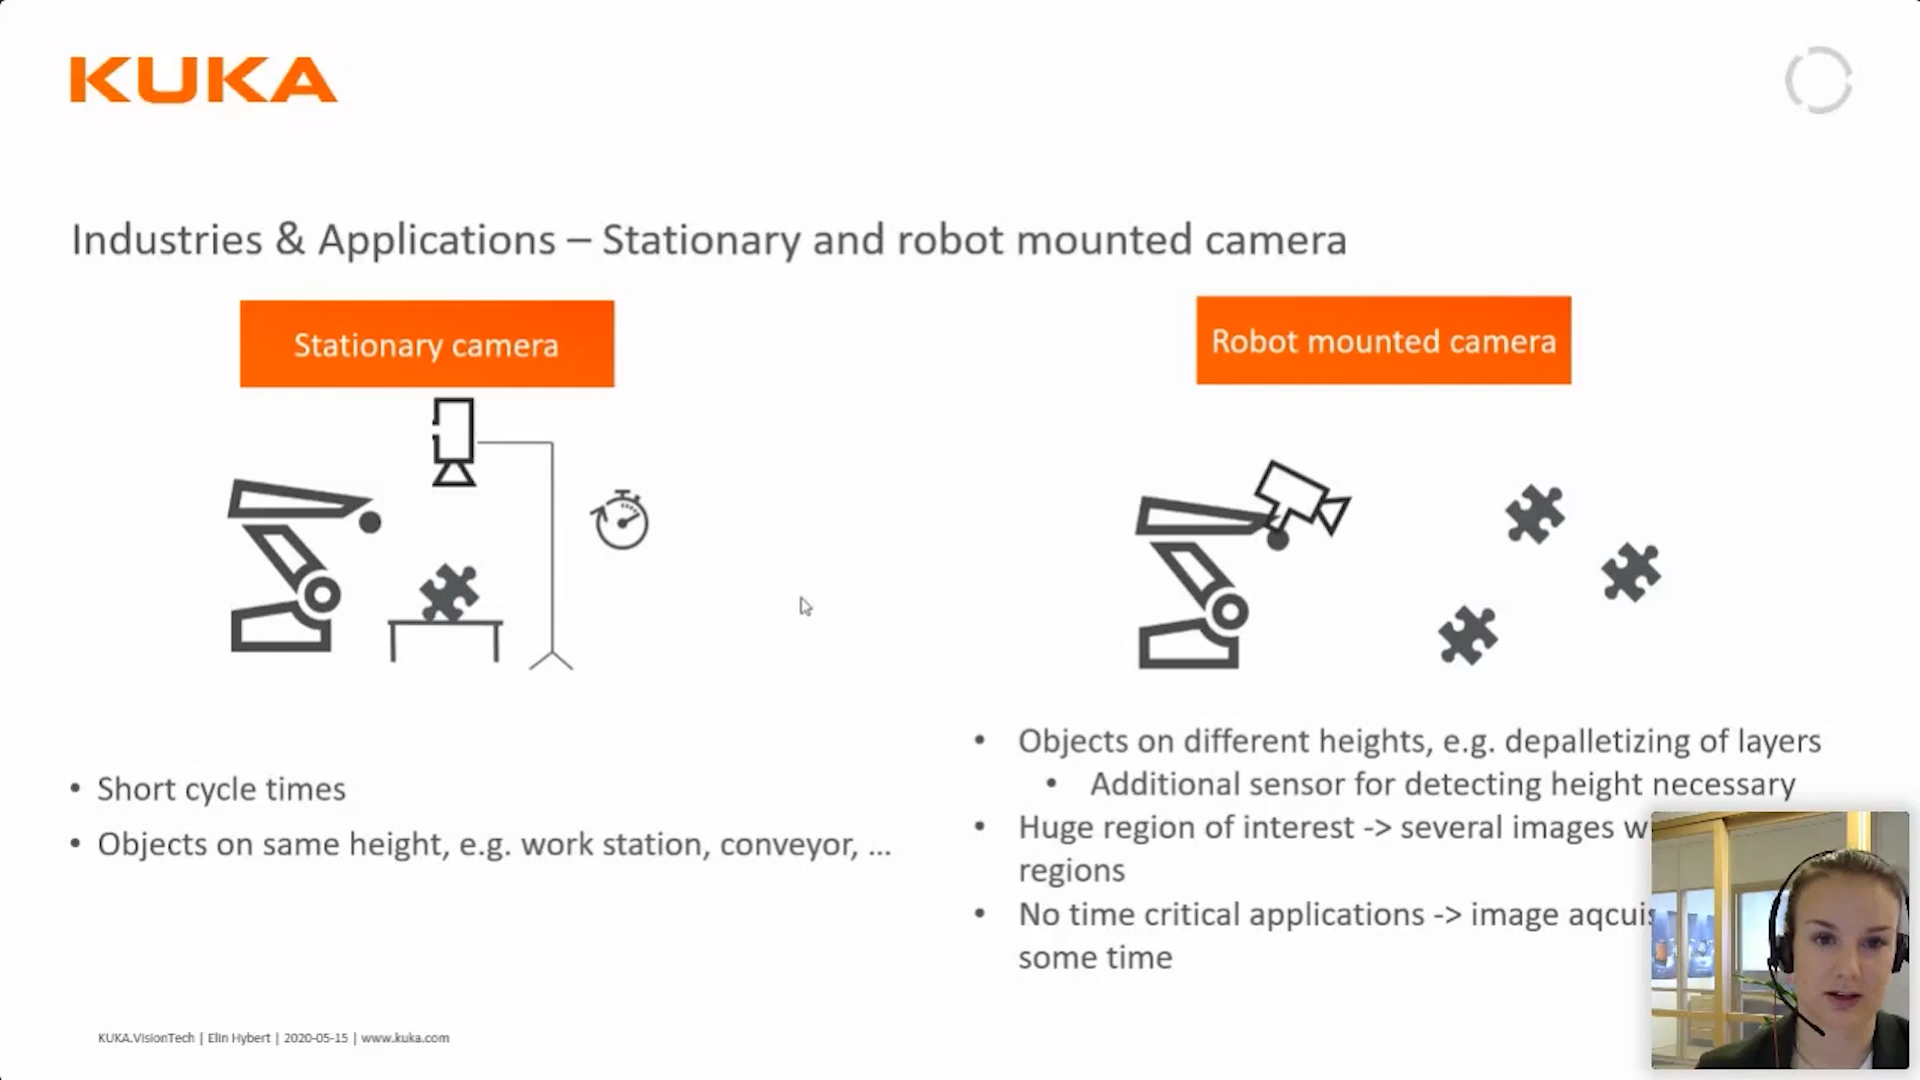 KUKA
Industries & Applications – Stationary and robot mounted camera
Stationary camera
Short cycle times
Objects on same height, e.g. work station, conveyor, ...
Robot mounted camera
Objects on different heights, e.g. depalletizing of layers
Additional sensor for detecting height necessary
Huge region of interest -> several images
regions
No time critical applications -> image
some time
KUKA.VisionTech | Elin Hybert | 2020-05-15 | www.kuka.com